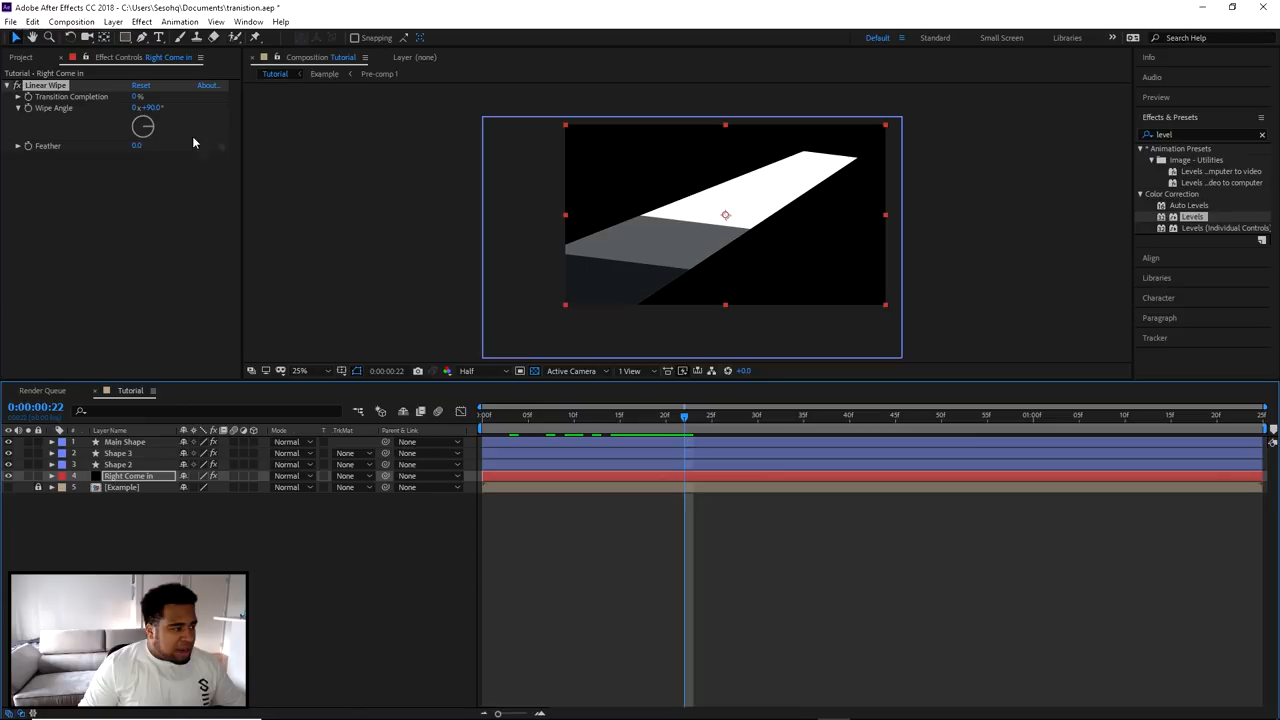 Adobe After Effects CC 2018 - C:\Users\Sesohq\Documents\tranistion.aep *
File Edit Composition Layer Effect Animation View Window Help
Snapping
Default Standard Small Screen Libraries Search Help
Project Effect Controls Right Come in Composition Tutorial Layer (none) Info
Tutorial - Right Come in Tutorial Example Pre-comp 1
fx Linear Wipe Reset About... Audio
Transition Completion 0% Preview
Wipe Angle 0x+90.0°
Feather 0.0
Effects & Presets
level
* Animation Presets
Image - Utilities
Levels ...mputer to video
Levels ...deo to computer
Color Correction
Auto Levels
Levels
Levels (Individual Controls)
Align
Libraries
Character
Paragraph
Tracker
25% 0:00:00:22 Half Active Camera 1 View +0.0
Render Queue Tutorial
0:00:00:22
# Layer Name Mode T .TrkMat Parent & Link
:00f 05f 10f 15f 20f 25f 30f 35f 40f 45f 50f 55f 01:00f 05f 10f 15f 20f 25f
1 Main Shape Normal None
2 Shape 3 Normal None None
3 Shape 2 Normal None None
4 Right Come in Normal None None
5 [Example] Normal None None